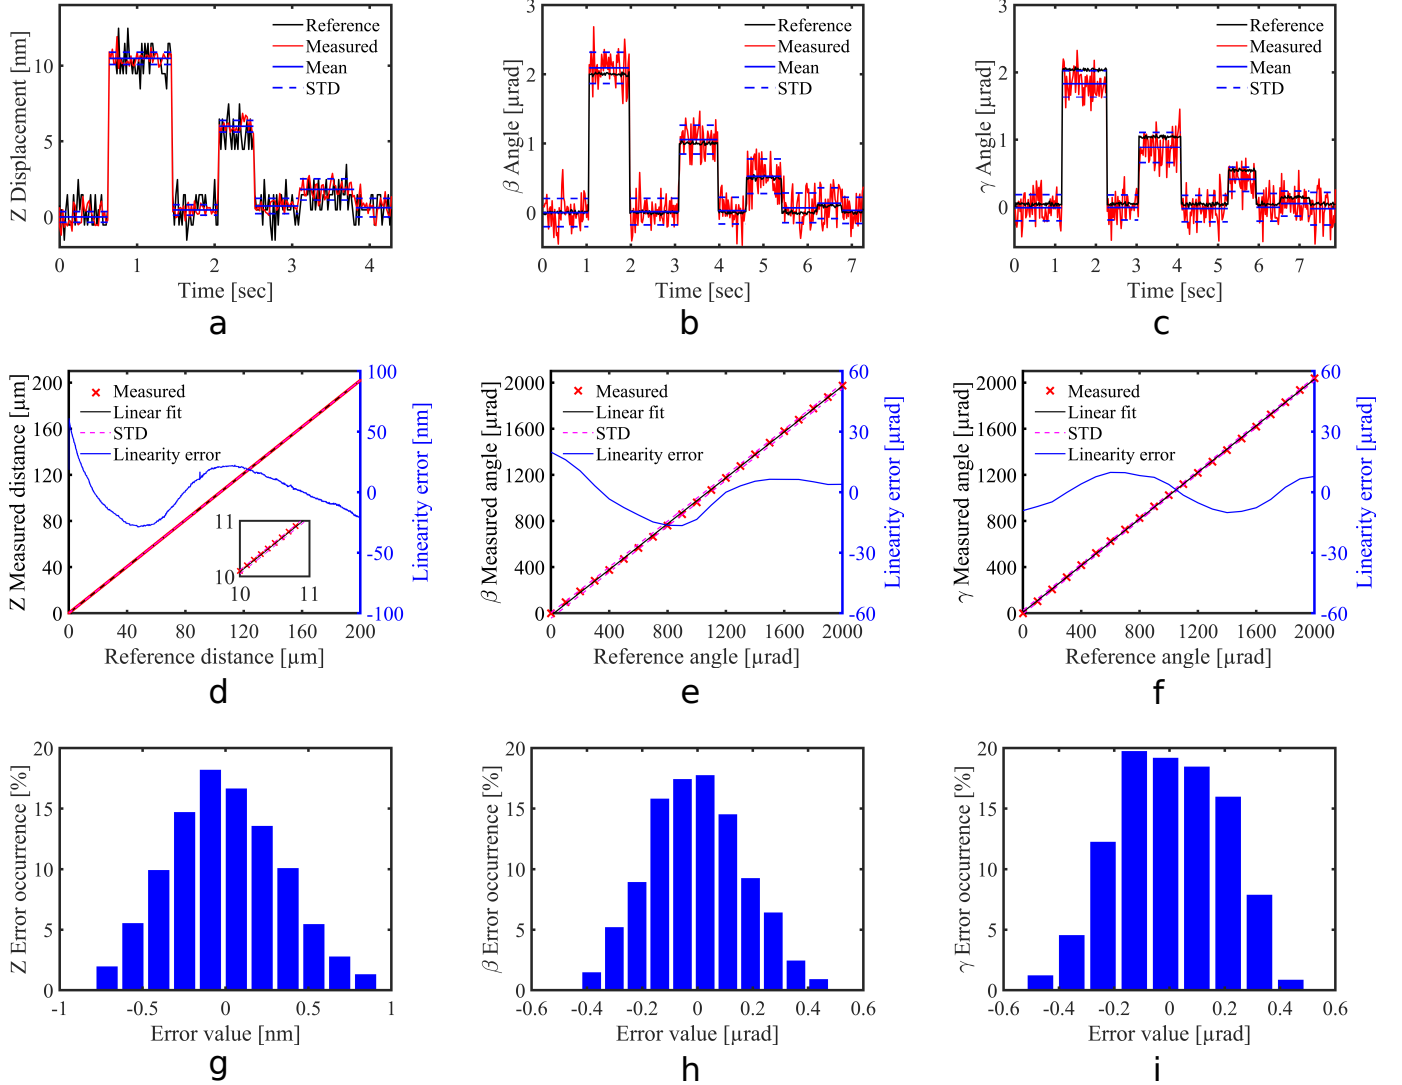 Z Displacement [nm]
10
5
0
Reference
Measured
Mean
STD
0 1 2 3 4
Time [sec]
a
β Angle [µrad]
3
2
1
0
Reference
Measured
Mean
STD
0 1 2 3 4 5 6 7
Time [sec]
b
γ Angle [µrad]
3
2
1
0
Reference
Measured
Mean
STD
0 1 2 3 4 5 6 7
Time [sec]
c
Z Measured distance [µm]
200
160
120
80
40
0
Measured
Linear fit
STD
Linearity error
11
10
10 11
100
50
0
-50
-100
Linearity error [nm]
0 40 80 120 160 200
Reference distance [µm]
d
β Measured angle [µrad]
2000
1600
1200
800
400
0
Measured
Linear fit
STD
Linearity error
60
30
0
-30
-60
Linearity error [µrad]
0 400 800 1200 1600 2000
Reference angle [µrad]
e
γ Measured angle [µrad]
2000
1600
1200
800
400
0
Measured
Linear fit
STD
Linearity error
60
30
0
-30
-60
Linearity error [µrad]
0 400 800 1200 1600 2000
Reference angle [µrad]
f
Z Error occurrence [%]
20
15
10
5
0
-1 -0.5 0 0.5 1
Error value [nm]
g
β Error occurrence [%]
20
15
10
5
0
-0.6 -0.4 -0.2 0 0.2 0.4 0.6
Error value [µrad]
h
γ Error occurrence [%]
20
15
10
5
0
-0.6 -0.4 -0.2 0 0.2 0.4 0.6
Error value [µrad]
i